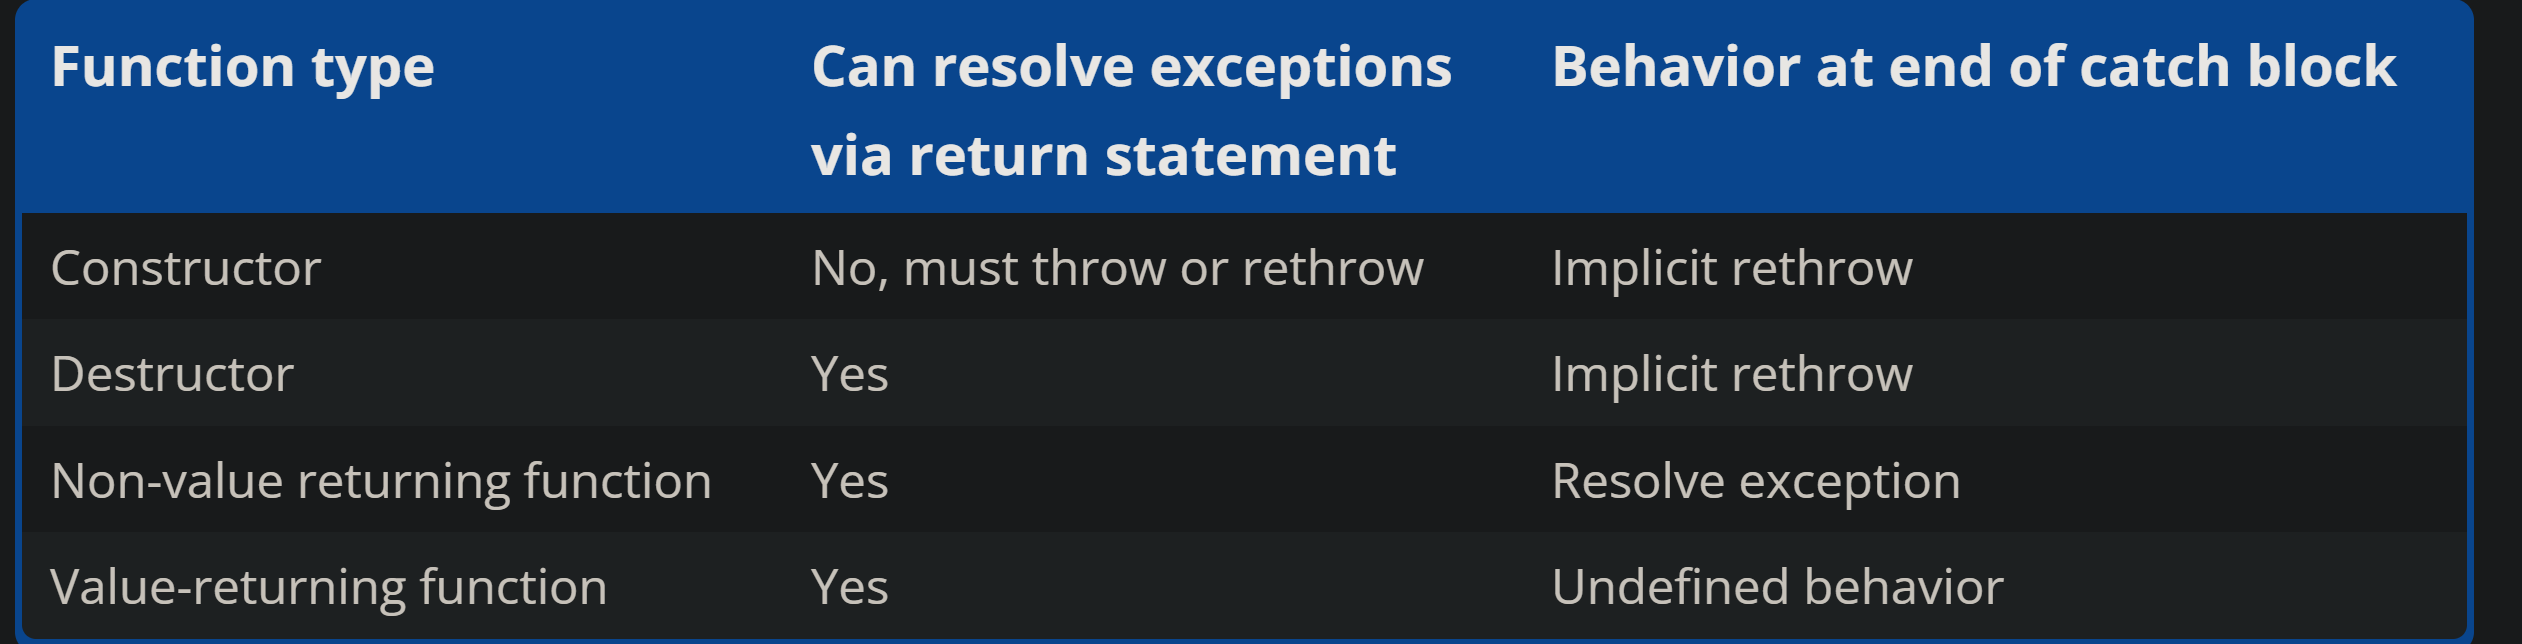 Function type
Can resolve exceptions
via return statement
Behavior at end of catch block
Constructor
No, must throw or rethrow
Implicit rethrow
Destructor
Yes
Implicit rethrow
Non-value returning function
Yes
Resolve exception
Value-returning function
Yes
Undefined behavior